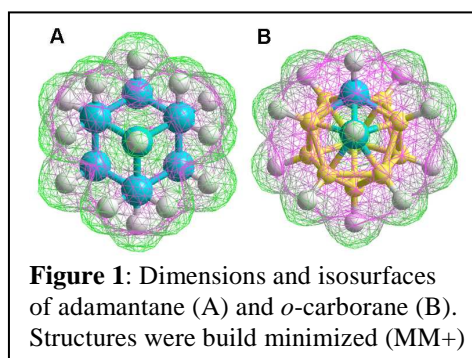 A B
Figure 1: Dimensions and isosurfaces
of adamantane (A) and o-carborane (B).
Structures were build minimized (MM+)